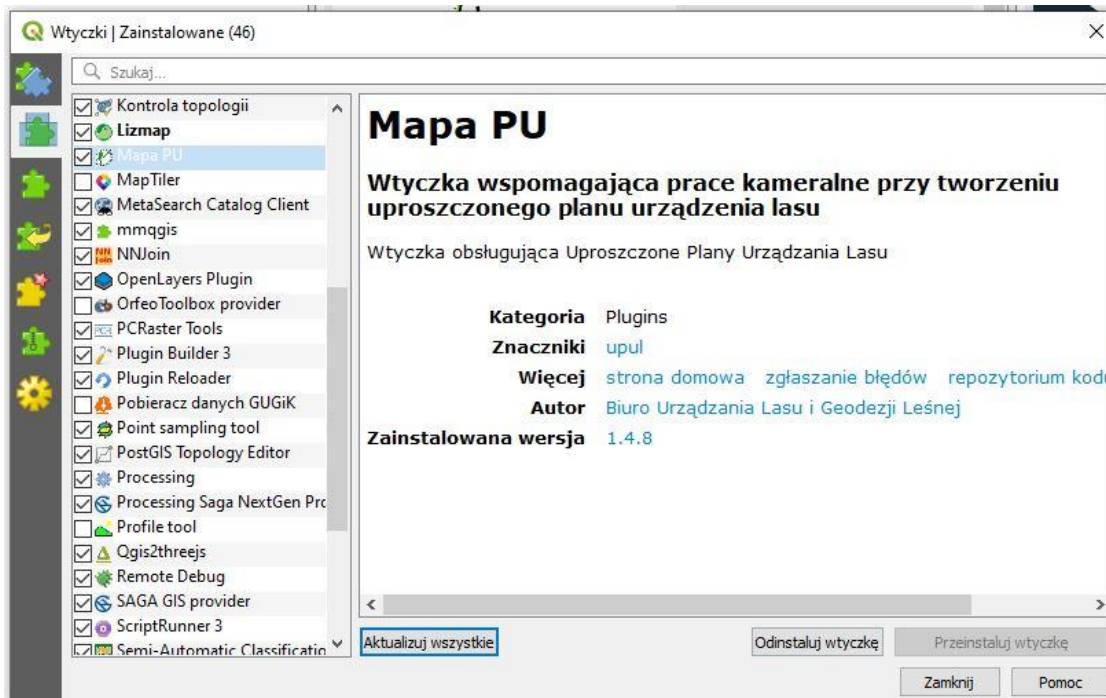 Wtyczki | Zainstalowane (46)
Szukaj...
Kontrola topologii
Lizmap
Mapa PU
MapTiler
MetaSearch Catalog Client
mmqgis
NNJoin
OpenLayers Plugin
OrfeoToolbox provider
PCRaster Tools
Plugin Builder 3
Plugin Reloader
Pobieracz danych GUGiK
Point sampling tool
PostGIS Topology Editor
Processing
Processing Saga NextGen Prc
Profile tool
Qgis2threejs
Remote Debug
SAGA GIS provider
ScriptRunner 3
Semi-Automatic Classificatio
Mapa PU
Wtyczka wspomagająca prace kameralne przy tworzeniu
uproszczonego planu urządzenia lasu
Wtyczka obsługująca Uproszczone Plany Urządzania Lasu
Kategoria Plugins
Znaczniki upul
Więcej strona domowa zgłaszanie błędów repozytorium kodu
Autor Biuro Urządzania Lasu i Geodezji Leśnej
Zainstalowana wersja 1.4.8
Aktualizuj wszystkie Odinstaluj wtyczkę Przeinstaluj wtyczkę
Zamknij Pomoc